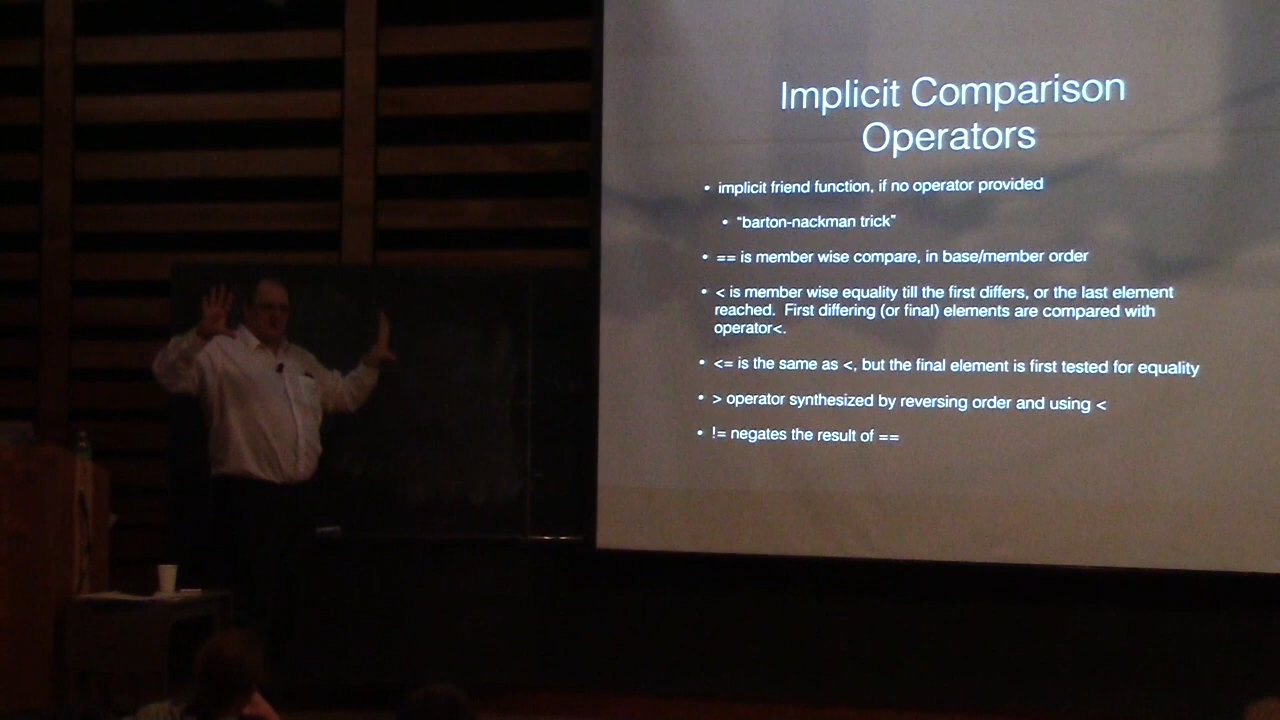 Implicit Comparison
Operators
• implicit friend function, if no operator provided
• “barton-nackman trick”
• == is member wise compare, in base/member order
• < is member wise equality till the first differs, or the last element
reached. First differing (or final) elements are compared with
operator<.
• <= is the same as <, but the final element is first tested for equality
• > operator synthesized by reversing order and using <
• != negates the result of ==